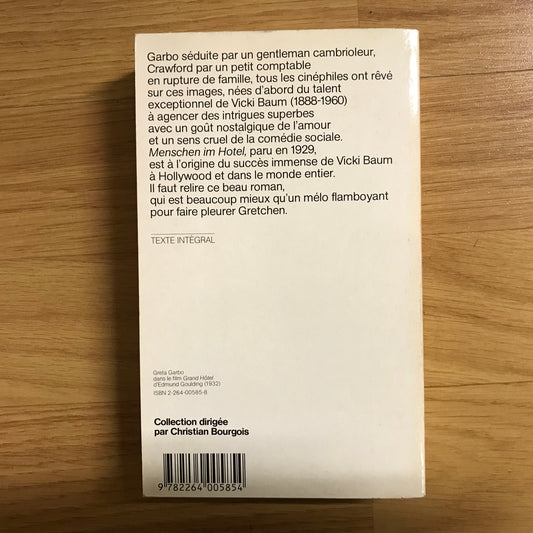 Garbo séduite par un gentleman cambrioleur,
Crawford par un petit comptable
en rupture de famille, tous les cinéphiles ont rêvé
sur ces images, nées d'abord du talent
exceptionnel de Vicki Baum (1888-1960)
à agencer des intrigues superbes
avec un goût nostalgique de l'amour
et un sens cruel de la comédie sociale.
Menschen im Hotel, paru en 1929,
est à l'origine du succès immense de Vicki Baum
à Hollywood et dans le monde entier.
Il faut relire ce beau roman,
qui est beaucoup mieux qu'un mélo flamboyant
pour faire pleurer Gretchen.
TEXTE INTÉGRAL
Greta Garbo
dans le film Grand Hôtel
d'Edmund Goulding (1932)
ISBN 2-264-00585-8
Collection dirigée
par Christian Bourgois
9 782264 005854